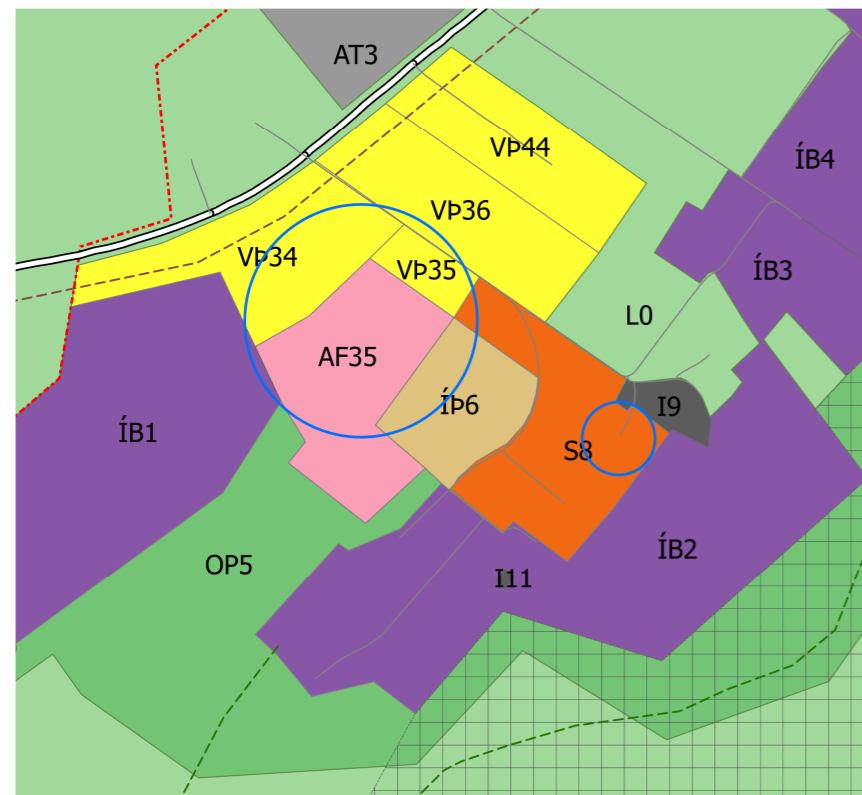 AT3
VÞ44
ÍB4
VÞ36
VÞ34
VÞ35
ÍB3
L0
AF35
ÍÞ6
I9
ÍB1
S8
ÍB2
OP5
I11